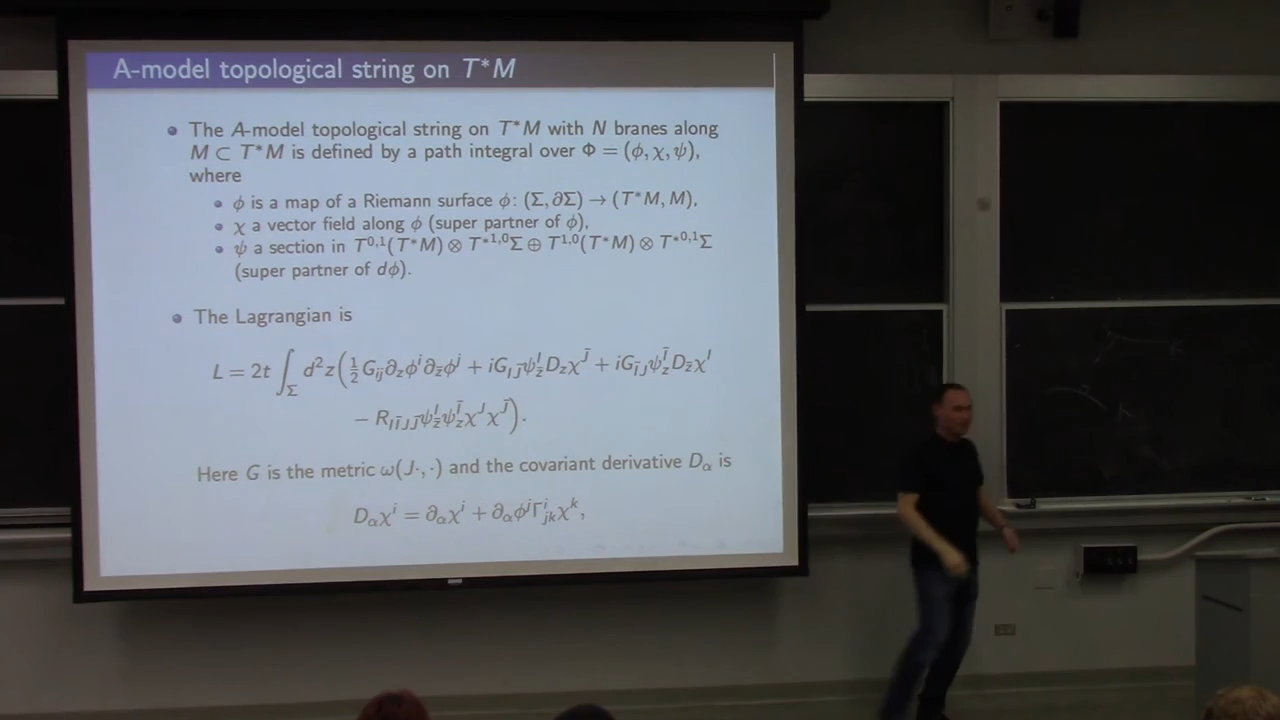 A-model topological string on T*M
• The A-model topological string on T*M with N branes along
M ⊂ T*M is defined by a path integral over Φ = (ϕ, χ, ψ),
where
• ϕ is a map of a Riemann surface ϕ: (Σ, ∂Σ) → (T*M, M),
• χ a vector field along ϕ (super partner of ϕ),
• ψ a section in T^{0,1}(T*M) ⊗ T^{*1,0}Σ ⊕ T^{1,0}(T*M) ⊗ T^{*0,1}Σ
(super partner of dϕ).
• The Lagrangian is
L = 2t ∫_Σ d²z(½ G_{ij} ∂_z ϕ^i ∂_{z̄} ϕ^j + iG_{IJ̄} ψ^I_{z̄} D_z χ^{J̄} + iG_{ĪJ} ψ^{Ī}_z D_{z̄} χ^I
− R_{IĪJJ̄} ψ^I_{z̄} ψ^{Ī}_z χ^J χ^{J̄}).
Here G is the metric ω(J·, ·) and the covariant derivative D_α is
D_α χ^i = ∂_α χ^i + ∂_α ϕ^j Γ^i_{jk} χ^k,